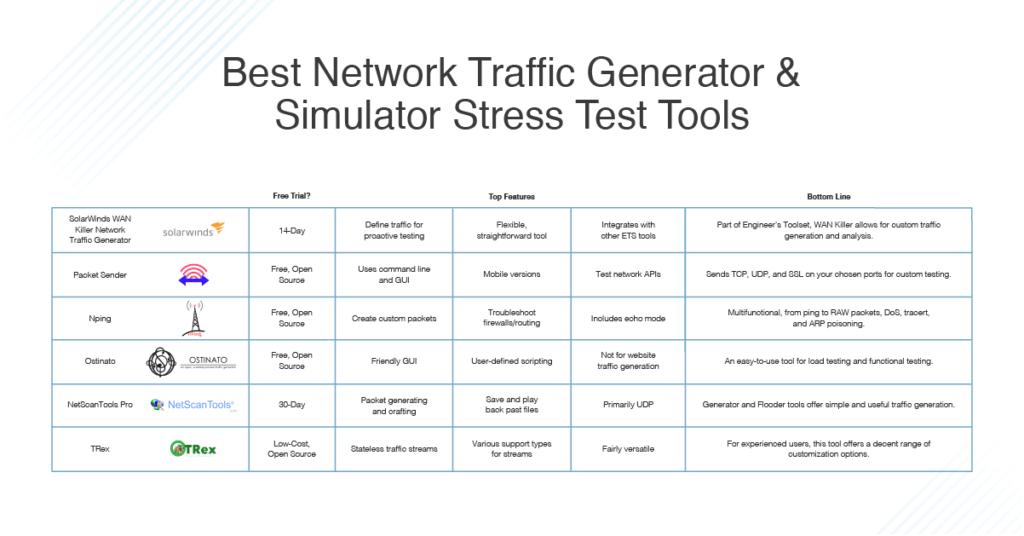 Best Network Traffic Generator &
Simulator Stress Test Tools
Free Trial?
Top Features
Bottom Line
SolarWinds WAN
Killer Network
Traffic Generator
solarwinds
14-Day
Define traffic for
proactive testing
Flexible,
straightforward tool
Integrates with
other ETS tools
Part of Engineer's Toolset, WAN Killer allows for custom traffic
generation and analysis.
Packet Sender
Free, Open
Source
Uses command line
and GUI
Mobile versions
Test network APIs
Sends TCP, UDP, and SSL on your chosen ports for custom testing.
Nping
Free, Open
Source
Create custom packets
Troubleshoot
firewalls/routing
Includes echo mode
Multifunctional, from ping to RAW packets, DoS, tracert,
and ARP poisoning.
Ostinato
OSTINATO
Free, Open
Source
Friendly GUI
User-defined scripting
Not for website
traffic generation
An easy-to-use tool for load testing and functional testing.
NetScanTools Pro
NetScanTools
30-Day
Packet generating
and crafting
Save and play
back past files
Primarily UDP
Generator and Flooder tools offer simple and useful traffic generation.
TRex
TRex
Low-Cost,
Open Source
Stateless traffic streams
Various support types
for streams
Fairly versatile
For experienced users, this tool offers a decent range of
customization options.